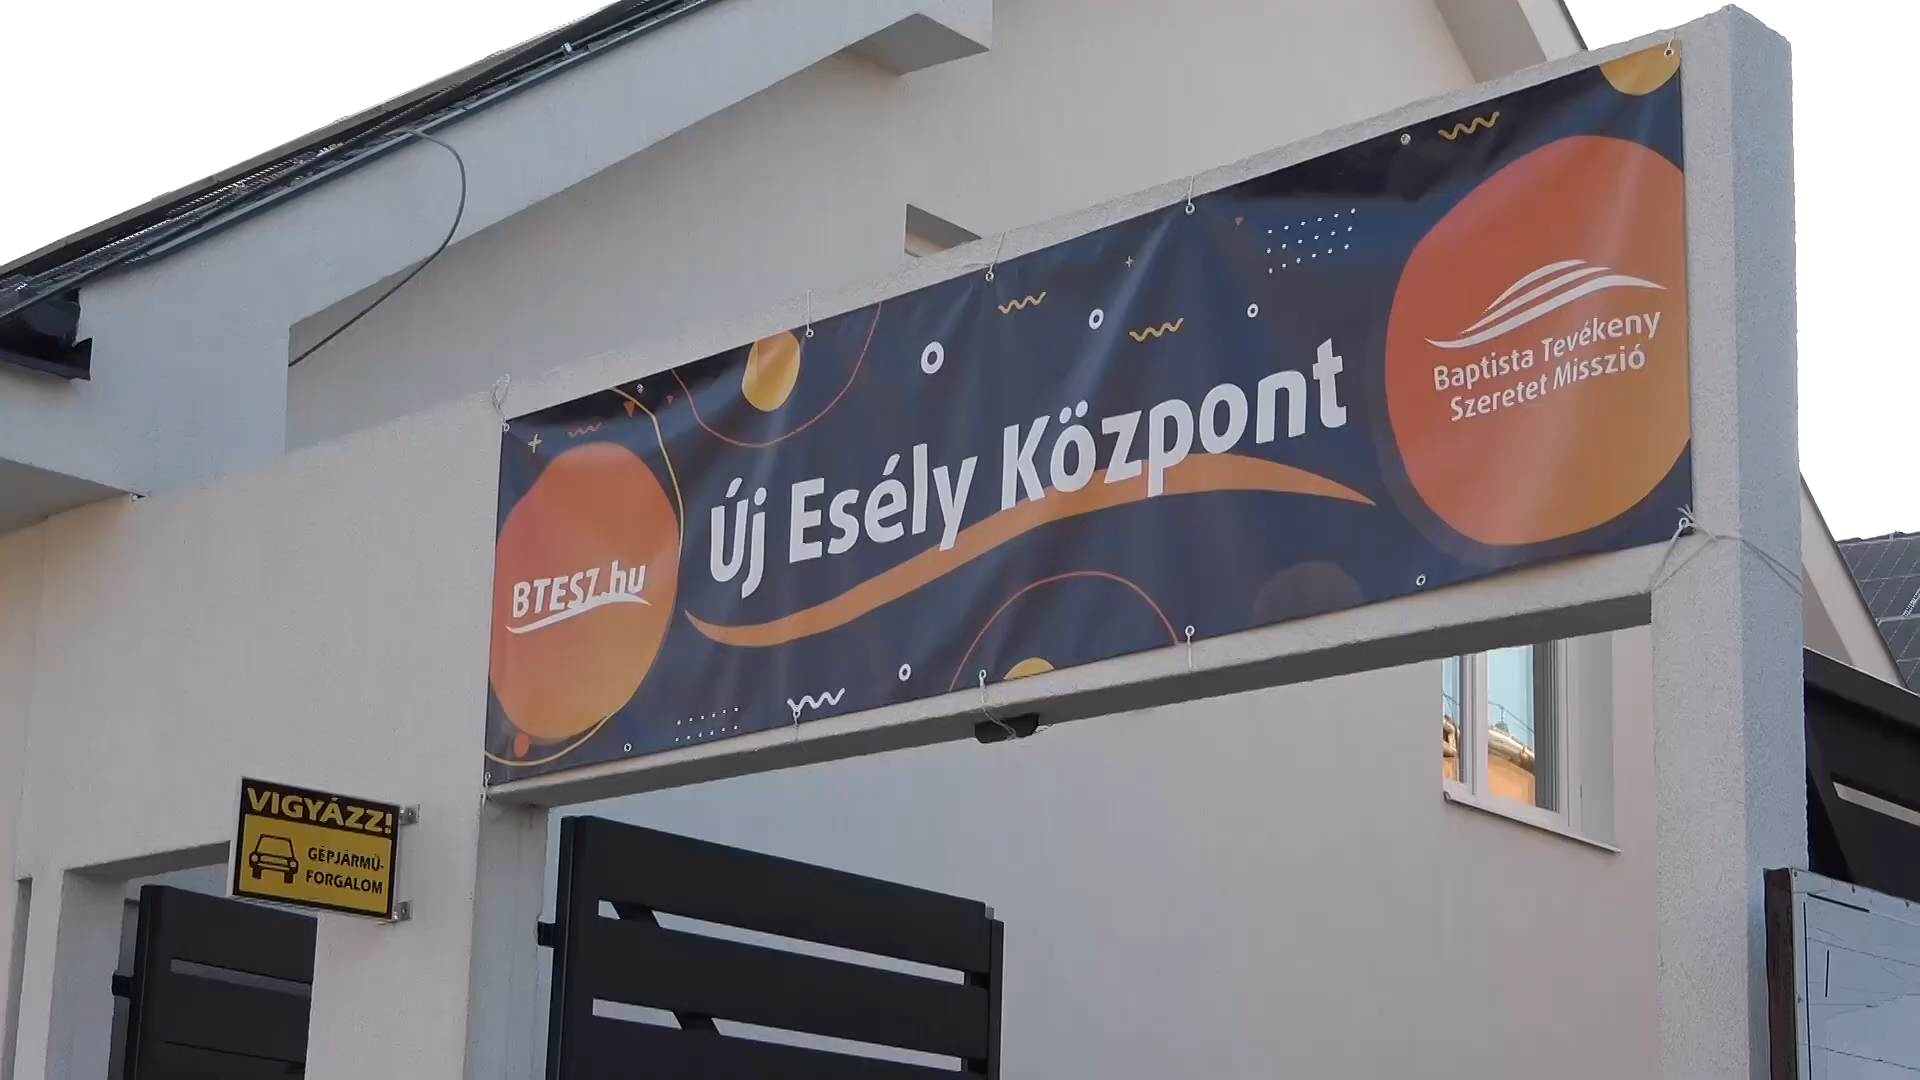 BTESZ.hu
Új Esély Központ
Baptista Tevékeny
Szeretet Misszió
VIGYÁZZ!
GÉPJÁRMŰ-
FORGALOM